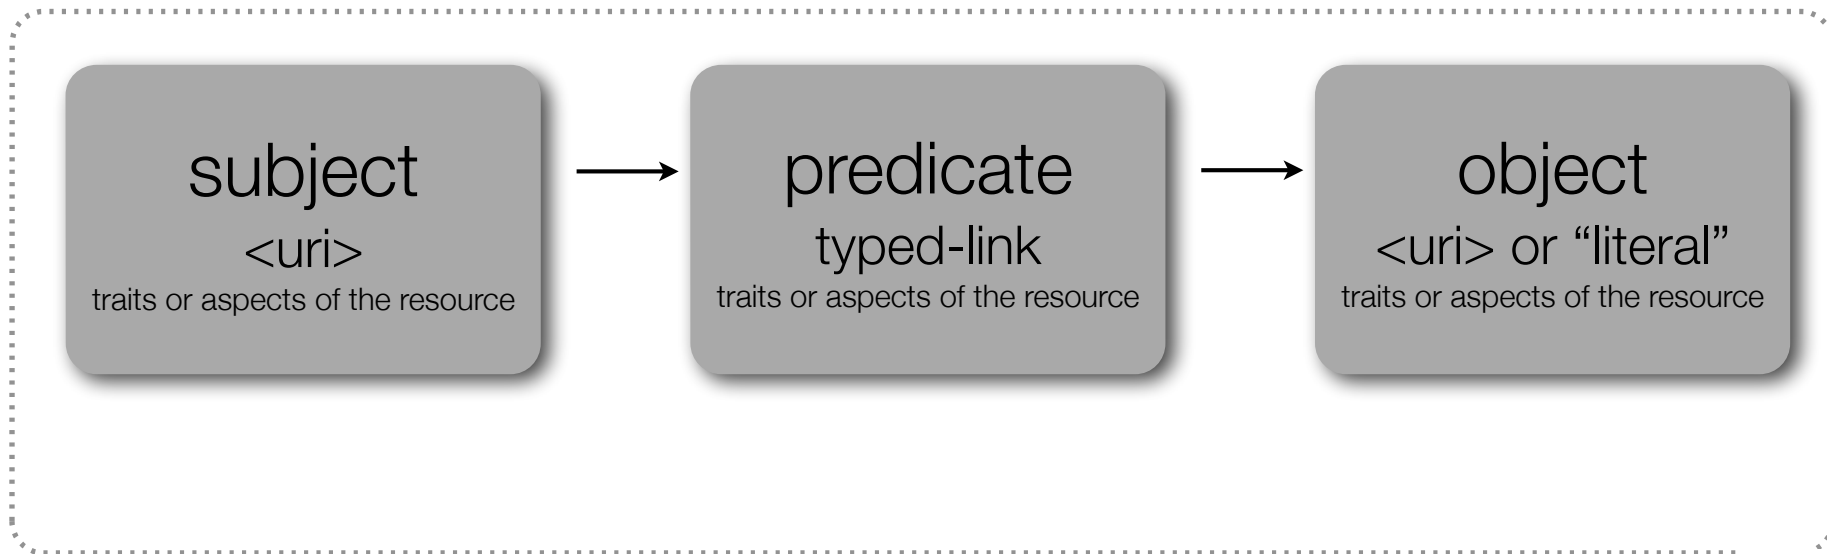 subject
<uri>
traits or aspects of the resource
predicate
typed-link
traits or aspects of the resource
object
<uri> or “literal”
traits or aspects of the resource